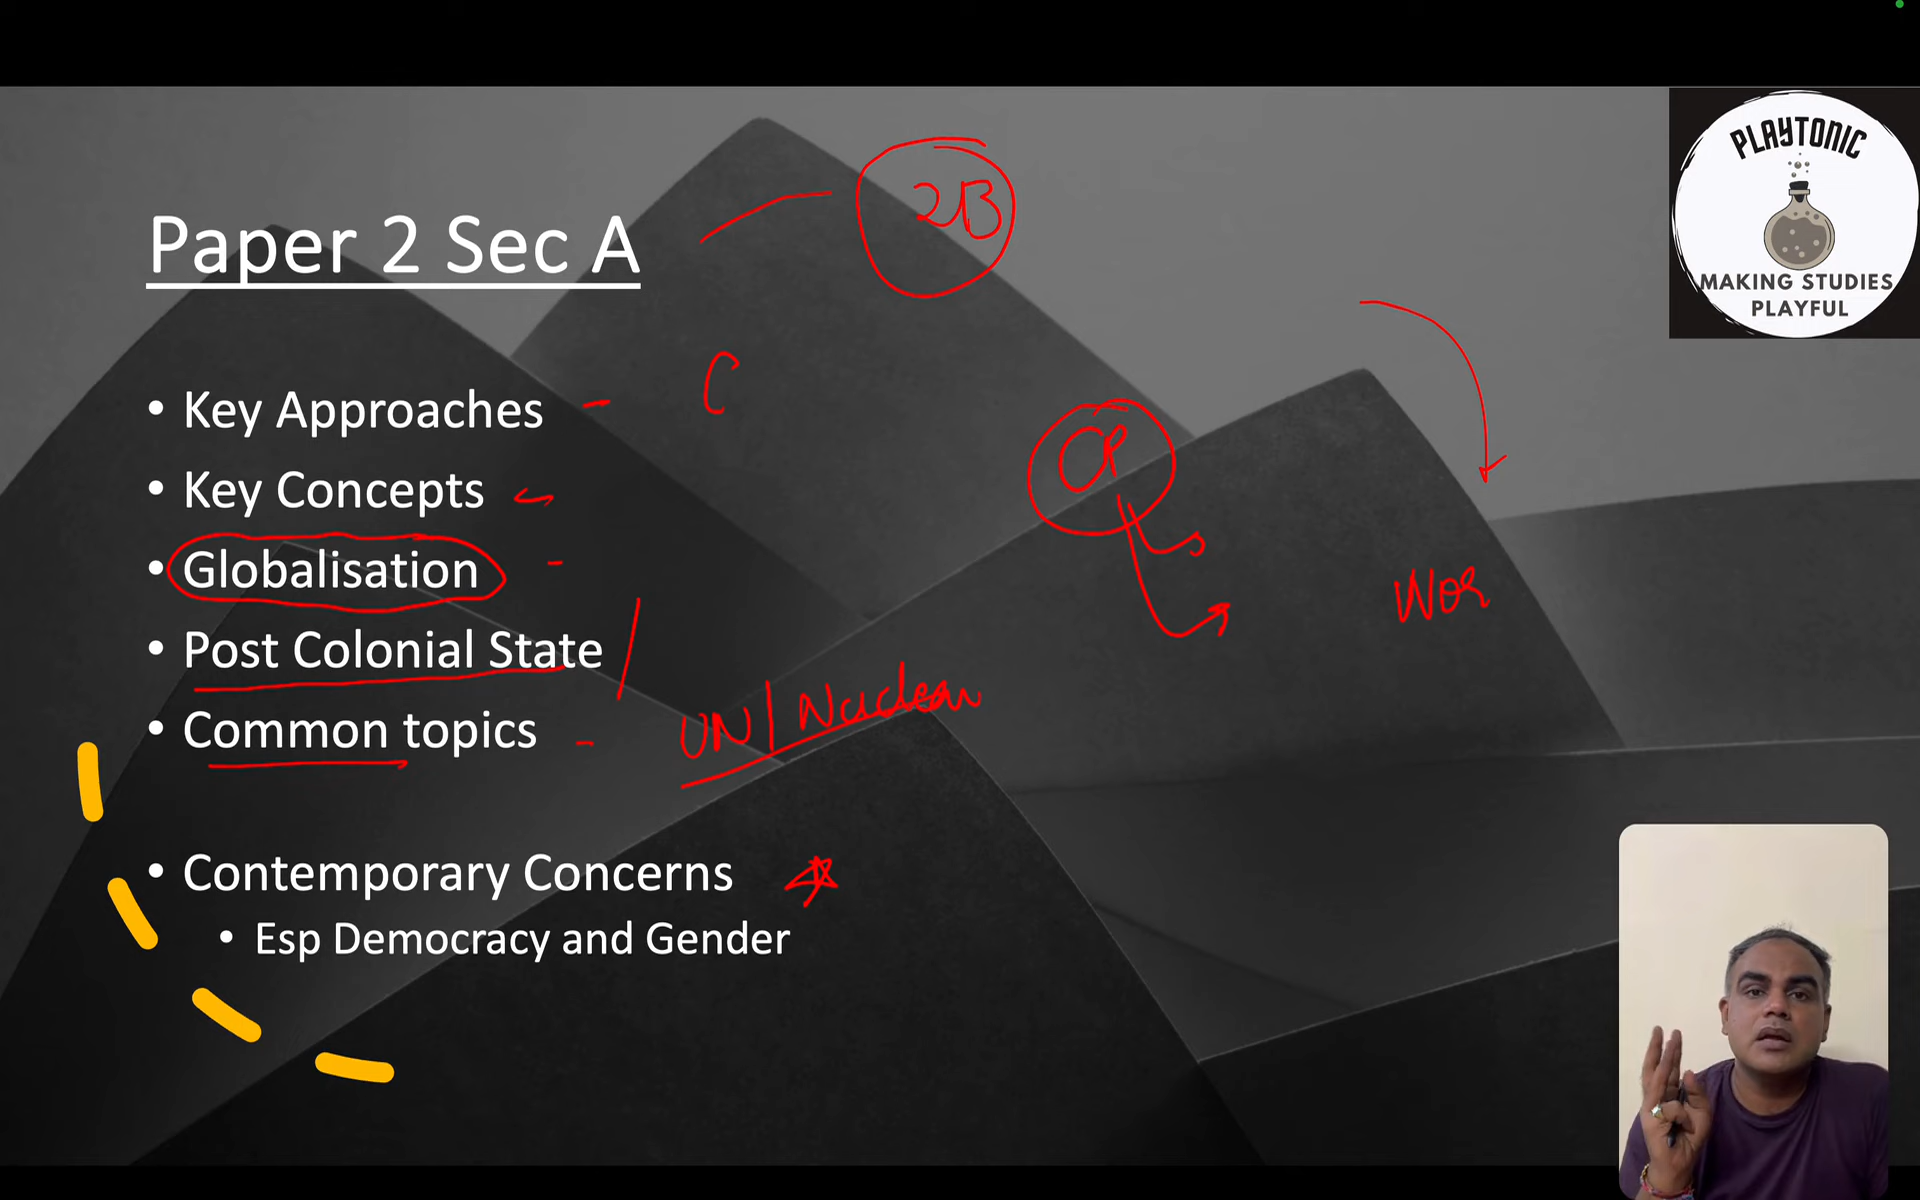 PLAYTONIC
MAKING STUDIES
PLAYFUL
Paper 2 Sec A
2B
• Key Approaches
C
• Key Concepts
CP
• Globalisation
• Post Colonial State
• Common topics
UN / Nuclear
• Contemporary Concerns
• Esp Democracy and Gender